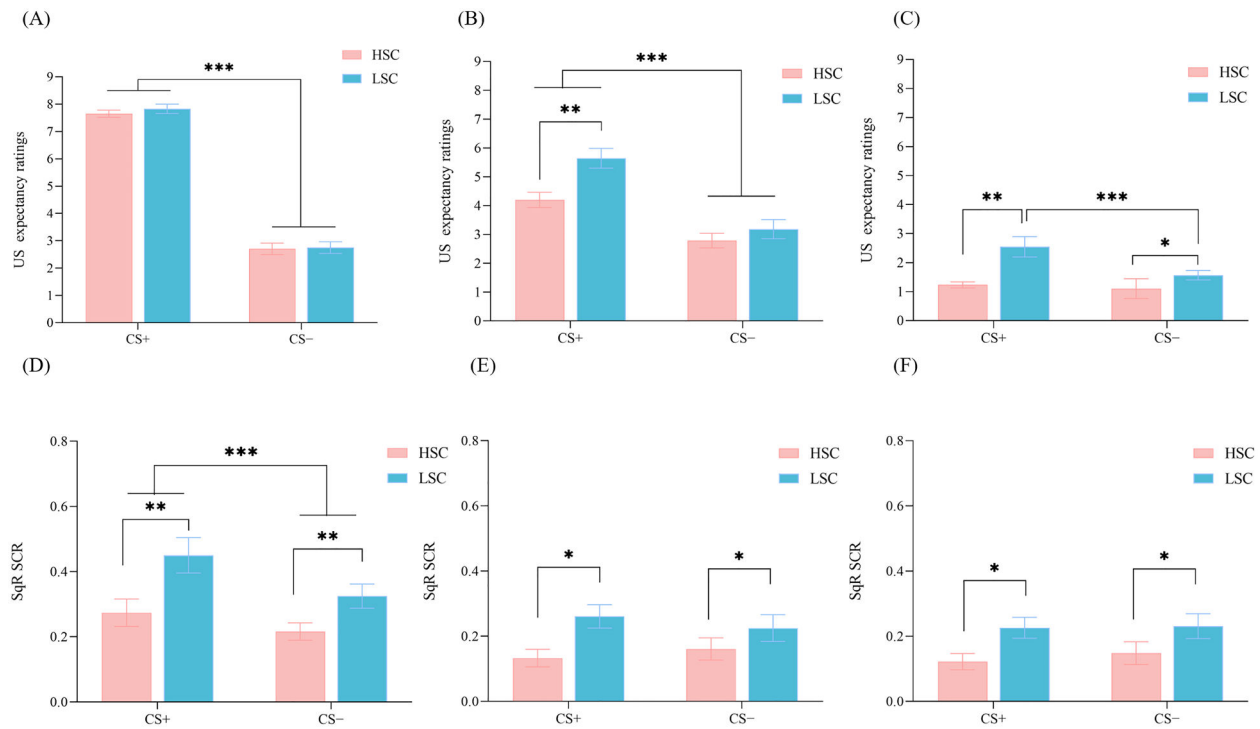 (A)
HSC
LSC
***
US expectancy ratings
9
8
7
6
5
4
3
2
1
0
CS+
CS−
(B)
HSC
LSC
***
**
US expectancy ratings
9
8
7
6
5
4
3
2
1
0
CS+
CS−
(C)
HSC
LSC
**
***
*
US expectancy ratings
9
8
7
6
5
4
3
2
1
0
CS+
CS−
(D)
HSC
LSC
***
**
**
SqR SCR
0.8
0.6
0.4
0.2
0.0
CS+
CS−
(E)
HSC
LSC
*
*
SqR SCR
0.8
0.6
0.4
0.2
0.0
CS+
CS−
(F)
HSC
LSC
*
*
SqR SCR
0.8
0.6
0.4
0.2
0.0
CS+
CS−